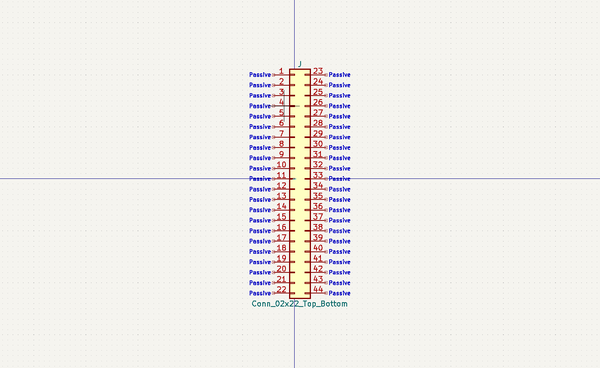 J
Passive 1 23 Passive
Passive 2 24 Passive
Passive 3 25 Passive
Passive 4 26 Passive
Passive 5 27 Passive
Passive 6 28 Passive
Passive 7 29 Passive
Passive 8 30 Passive
Passive 9 31 Passive
Passive 10 32 Passive
Passive 11 33 Passive
Passive 12 34 Passive
Passive 13 35 Passive
Passive 14 36 Passive
Passive 15 37 Passive
Passive 16 38 Passive
Passive 17 39 Passive
Passive 18 40 Passive
Passive 19 41 Passive
Passive 20 42 Passive
Passive 21 43 Passive
Passive 22 44 Passive
Conn_02x22_Top_Bottom